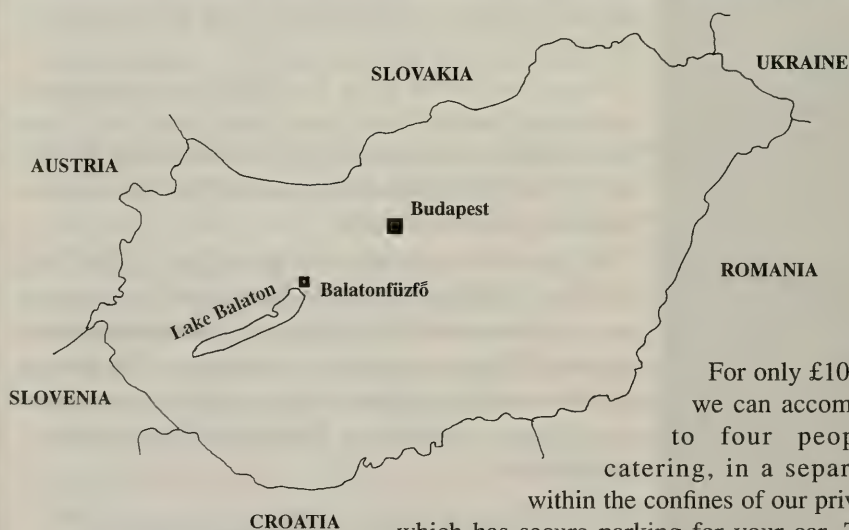 SLOVAKIA
UKRAINE
AUSTRIA
Budapest
ROMANIA
Lake Balaton
Balatonfüzfő
SLOVENIA
CROATIA
For only £10
we can accom
to four peop
catering, in a separ
within the confines of our priv